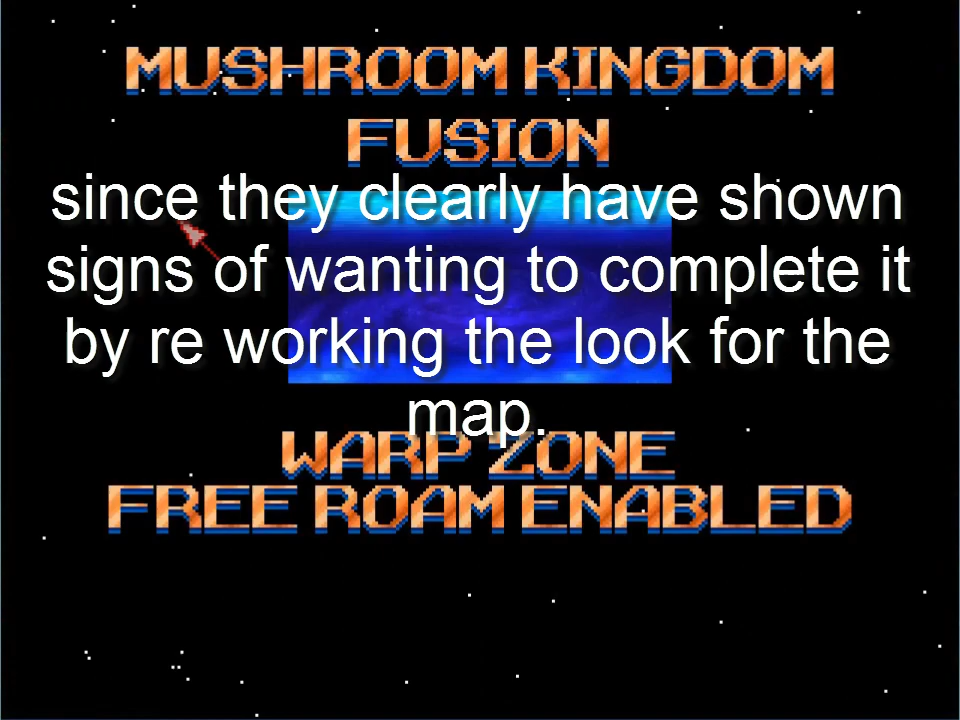 MUSHROOM KINGDOM
FUSION
since they clearly have shown
signs of wanting to complete it
by re working the look for the
map.
WARP ZONE
FREE ROAM ENABLED